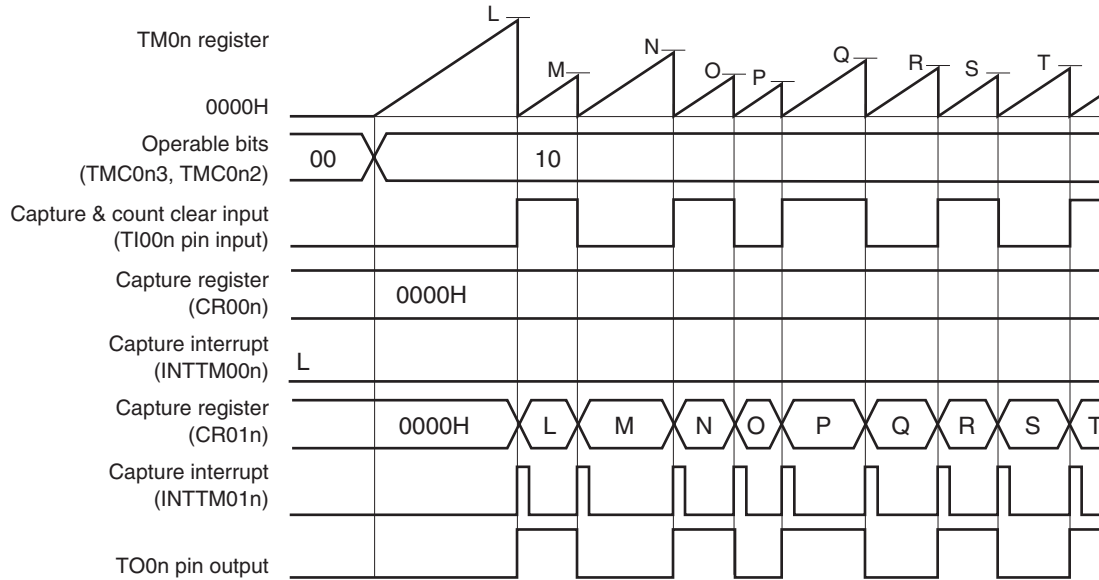 TM0n register
0000H
L
M
N
O
P
Q
R
S
T
Operable bits
(TMC0n3, TMC0n2)
00
10
Capture & count clear input
(TI00n pin input)
Capture register
(CR00n)
0000H
Capture interrupt
(INTTM00n)
L
Capture register
(CR01n)
0000H
L
M
N
O
P
Q
R
S
T
Capture interrupt
(INTTM01n)
TO0n pin output